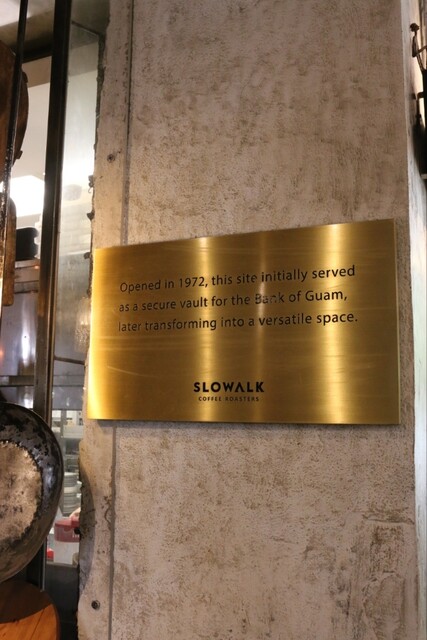 Opened in 1972, this site initially served
as a secure vault for the Bank of Guam,
later transforming into a versatile space.
SLOWALK
COFFEE ROASTERS